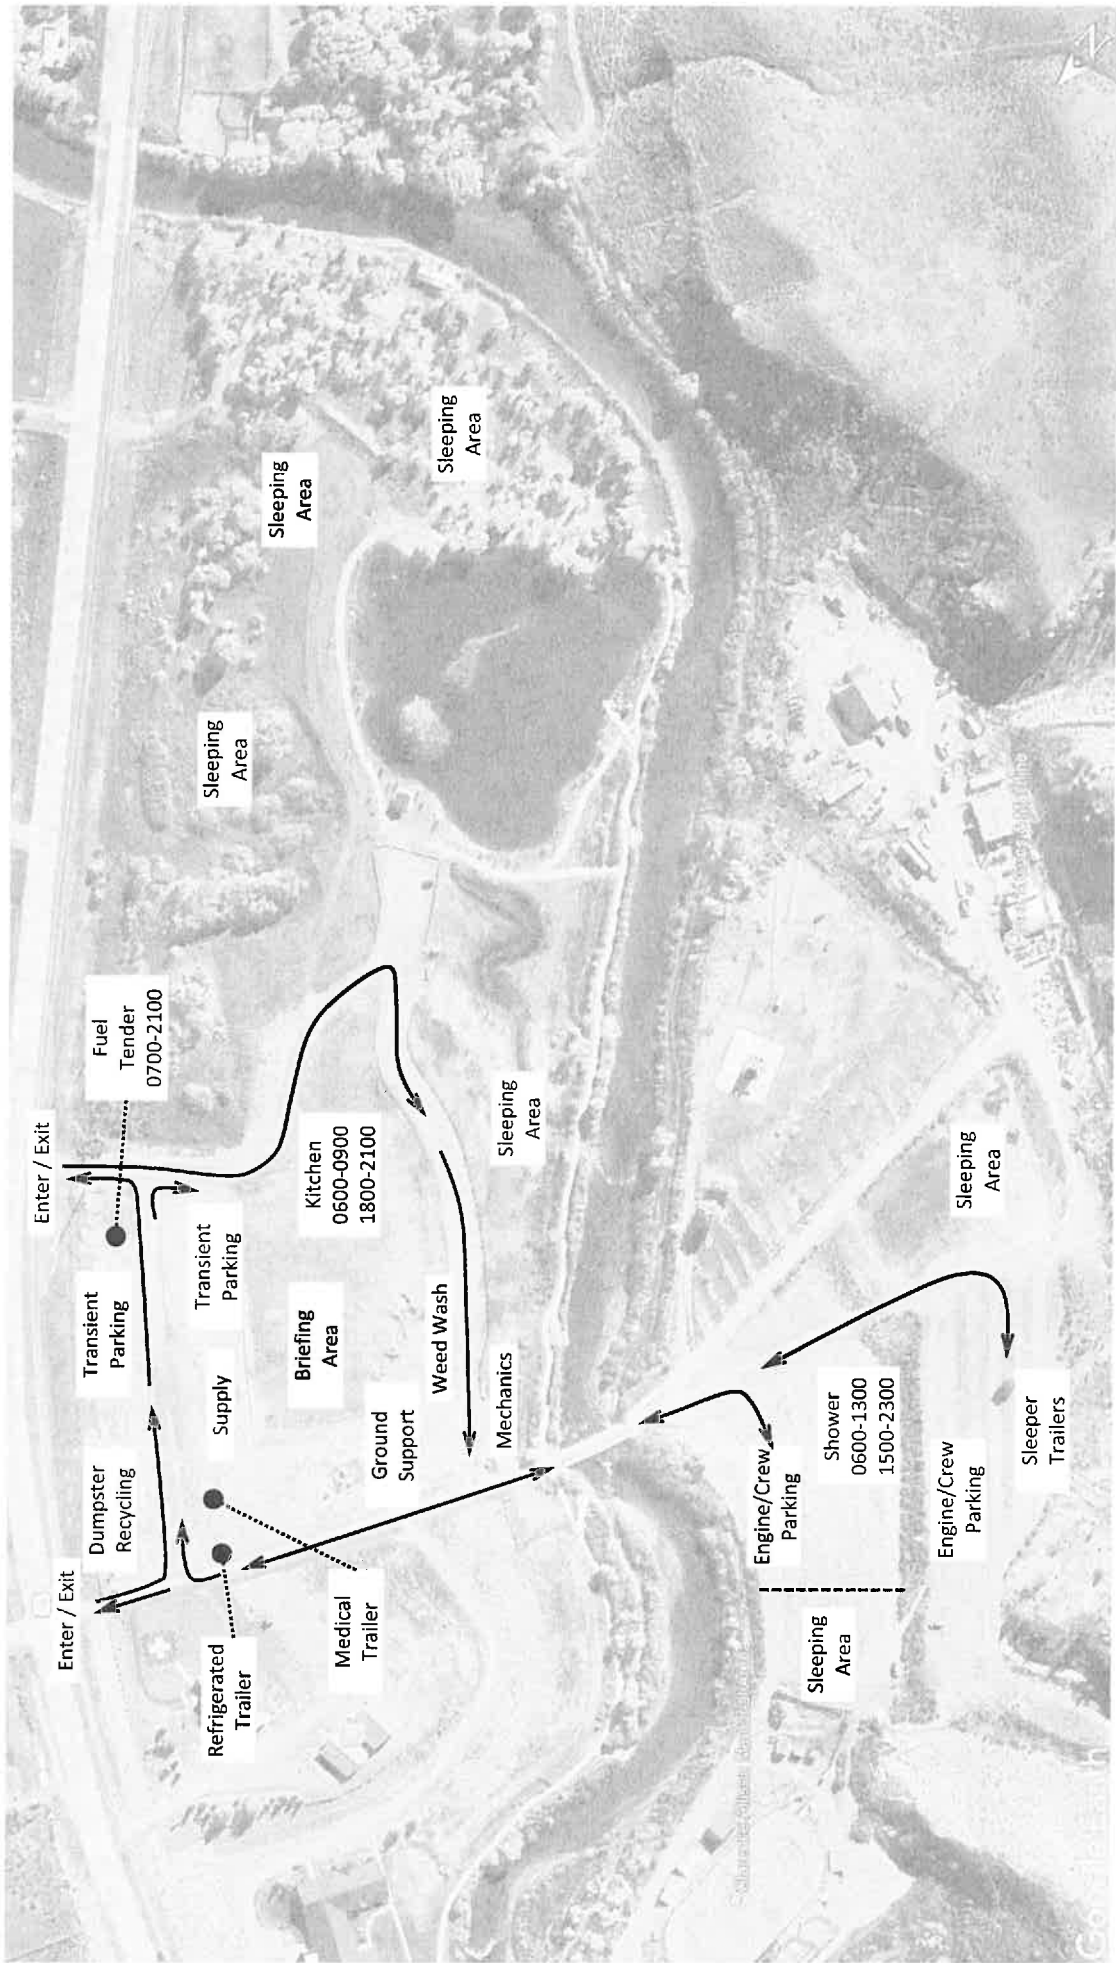 Enter / Exit
Enter / Exit
Fuel
Tender
0700-2100
Dumpster
Recycling
Transient
Parking
Transient
Parking
Supply
Refrigerated
Trailer
Medical
Trailer
Briefing
Area
Kitchen
0600-0900
1800-2100
Ground
Support
Weed Wash
Mechanics
Sleeping
Area
Sleeping
Area
Sleeping
Area
Sleeping
Area
Engine/Crew
Parking
Shower
0600-1300
1500-2300
Sleeping
Area
Sleeping
Area
Engine/Crew
Parking
Sleeper
Trailers
N